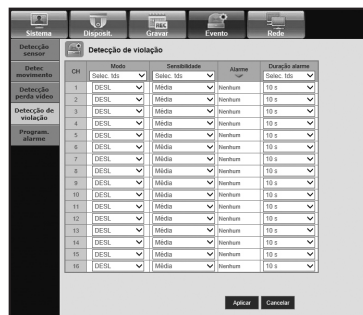 REC
Sistema Disposit. Gravar Evento Rede
Detecção sensor
Detec movimento
Detecção perda vídeo
Detecção de violação
Program. alarme
Detecção de violação
CH Modo Sensibilidade Alarme Duração alarme
Selec. tds Selec. tds Selec. tds
1 DESL Média Nenhum 10 s
2 DESL Média Nenhum 10 s
3 DESL Média Nenhum 10 s
4 DESL Média Nenhum 10 s
5 DESL Média Nenhum 10 s
6 DESL Média Nenhum 10 s
7 DESL Média Nenhum 10 s
8 DESL Média Nenhum 10 s
9 DESL Média Nenhum 10 s
10 DESL Média Nenhum 10 s
11 DESL Média Nenhum 10 s
12 DESL Média Nenhum 10 s
13 DESL Média Nenhum 10 s
14 DESL Média Nenhum 10 s
15 DESL Média Nenhum 10 s
16 DESL Média Nenhum 10 s
Aplicar Cancelar